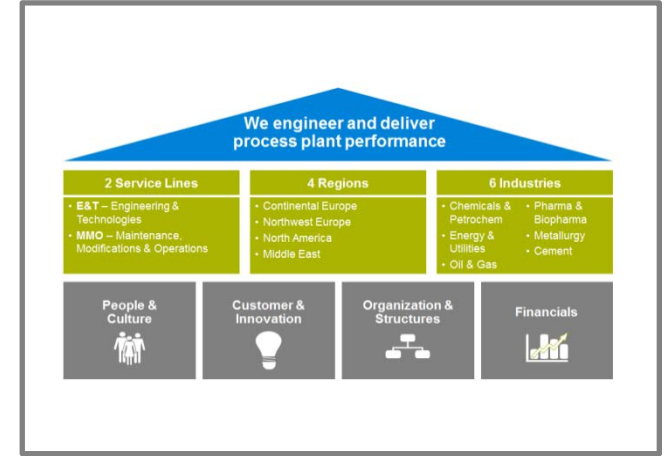 We engineer and deliver
process plant performance
2 Service Lines
• E&T – Engineering &
Technologies
• MMO – Maintenance,
Modifications & Operations
4 Regions
• Continental Europe
• Northwest Europe
• North America
• Middle East
6 Industries
• Chemicals &
Petrochem
• Energy &
Utilities
• Oil & Gas
• Pharma &
Biopharma
• Metallurgy
• Cement
People &
Culture
Customer &
Innovation
Organization &
Structures
Financials